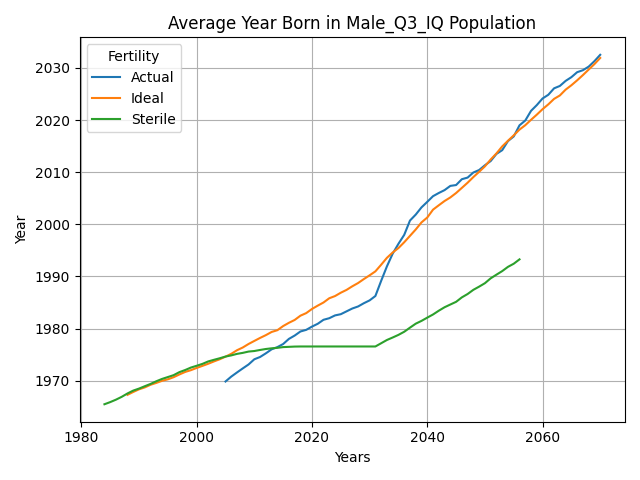 Average Year Born in Male_Q3_IQ Population
Fertility
Actual
Ideal
Sterile
Year
2030
2020
2010
2000
1990
1980
1970
1980 2000 2020 2040 2060
Years